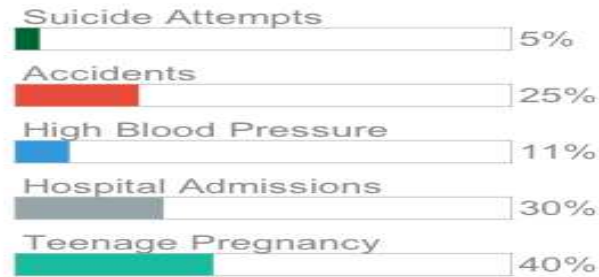 Suicide Attempts
5%
Accidents
25%
High Blood Pressure
11%
Hospital Admissions
30%
Teenage Pregnancy
40%